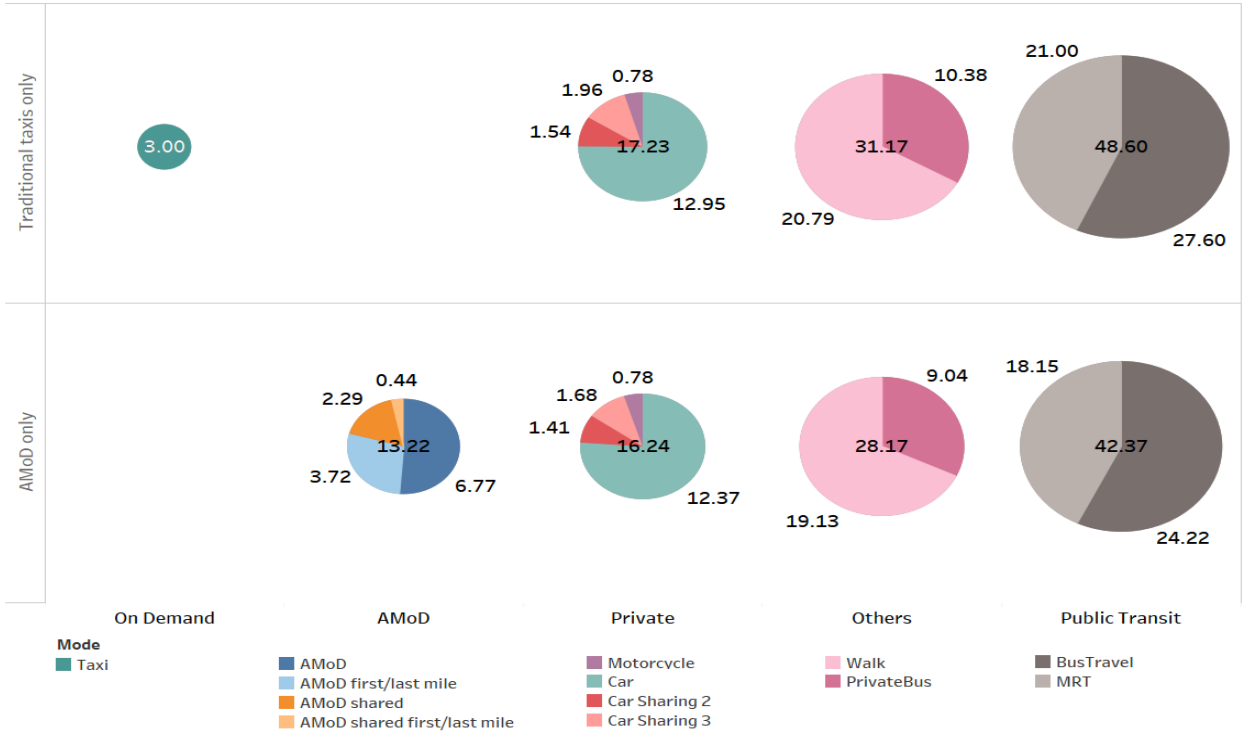 Traditional taxis only
3.00
0.78
1.96
1.54
17.23
12.95
10.38
31.17
20.79
21.00
48.60
27.60
AMoD only
0.44
2.29
13.22
3.72
6.77
0.78
1.68
1.41
16.24
12.37
9.04
28.17
19.13
18.15
42.37
24.22
On Demand
AMoD
Private
Others
Public Transit
Mode
Taxi
AMoD
AMoD first/last mile
AMoD shared
AMoD shared first/last mile
Motorcycle
Car
Car Sharing 2
Car Sharing 3
Walk
PrivateBus
BusTravel
MRT